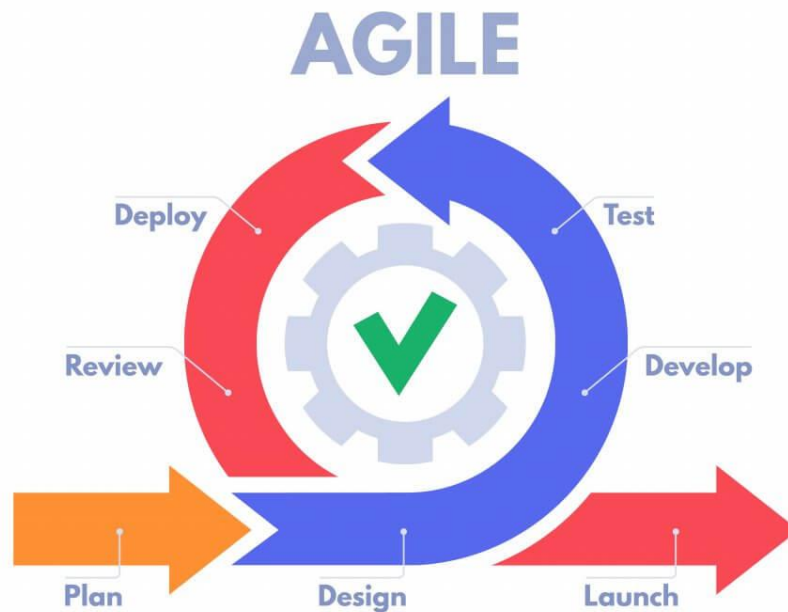 AGILE
Deploy
Test
Review
Develop
Plan
Design
Launch